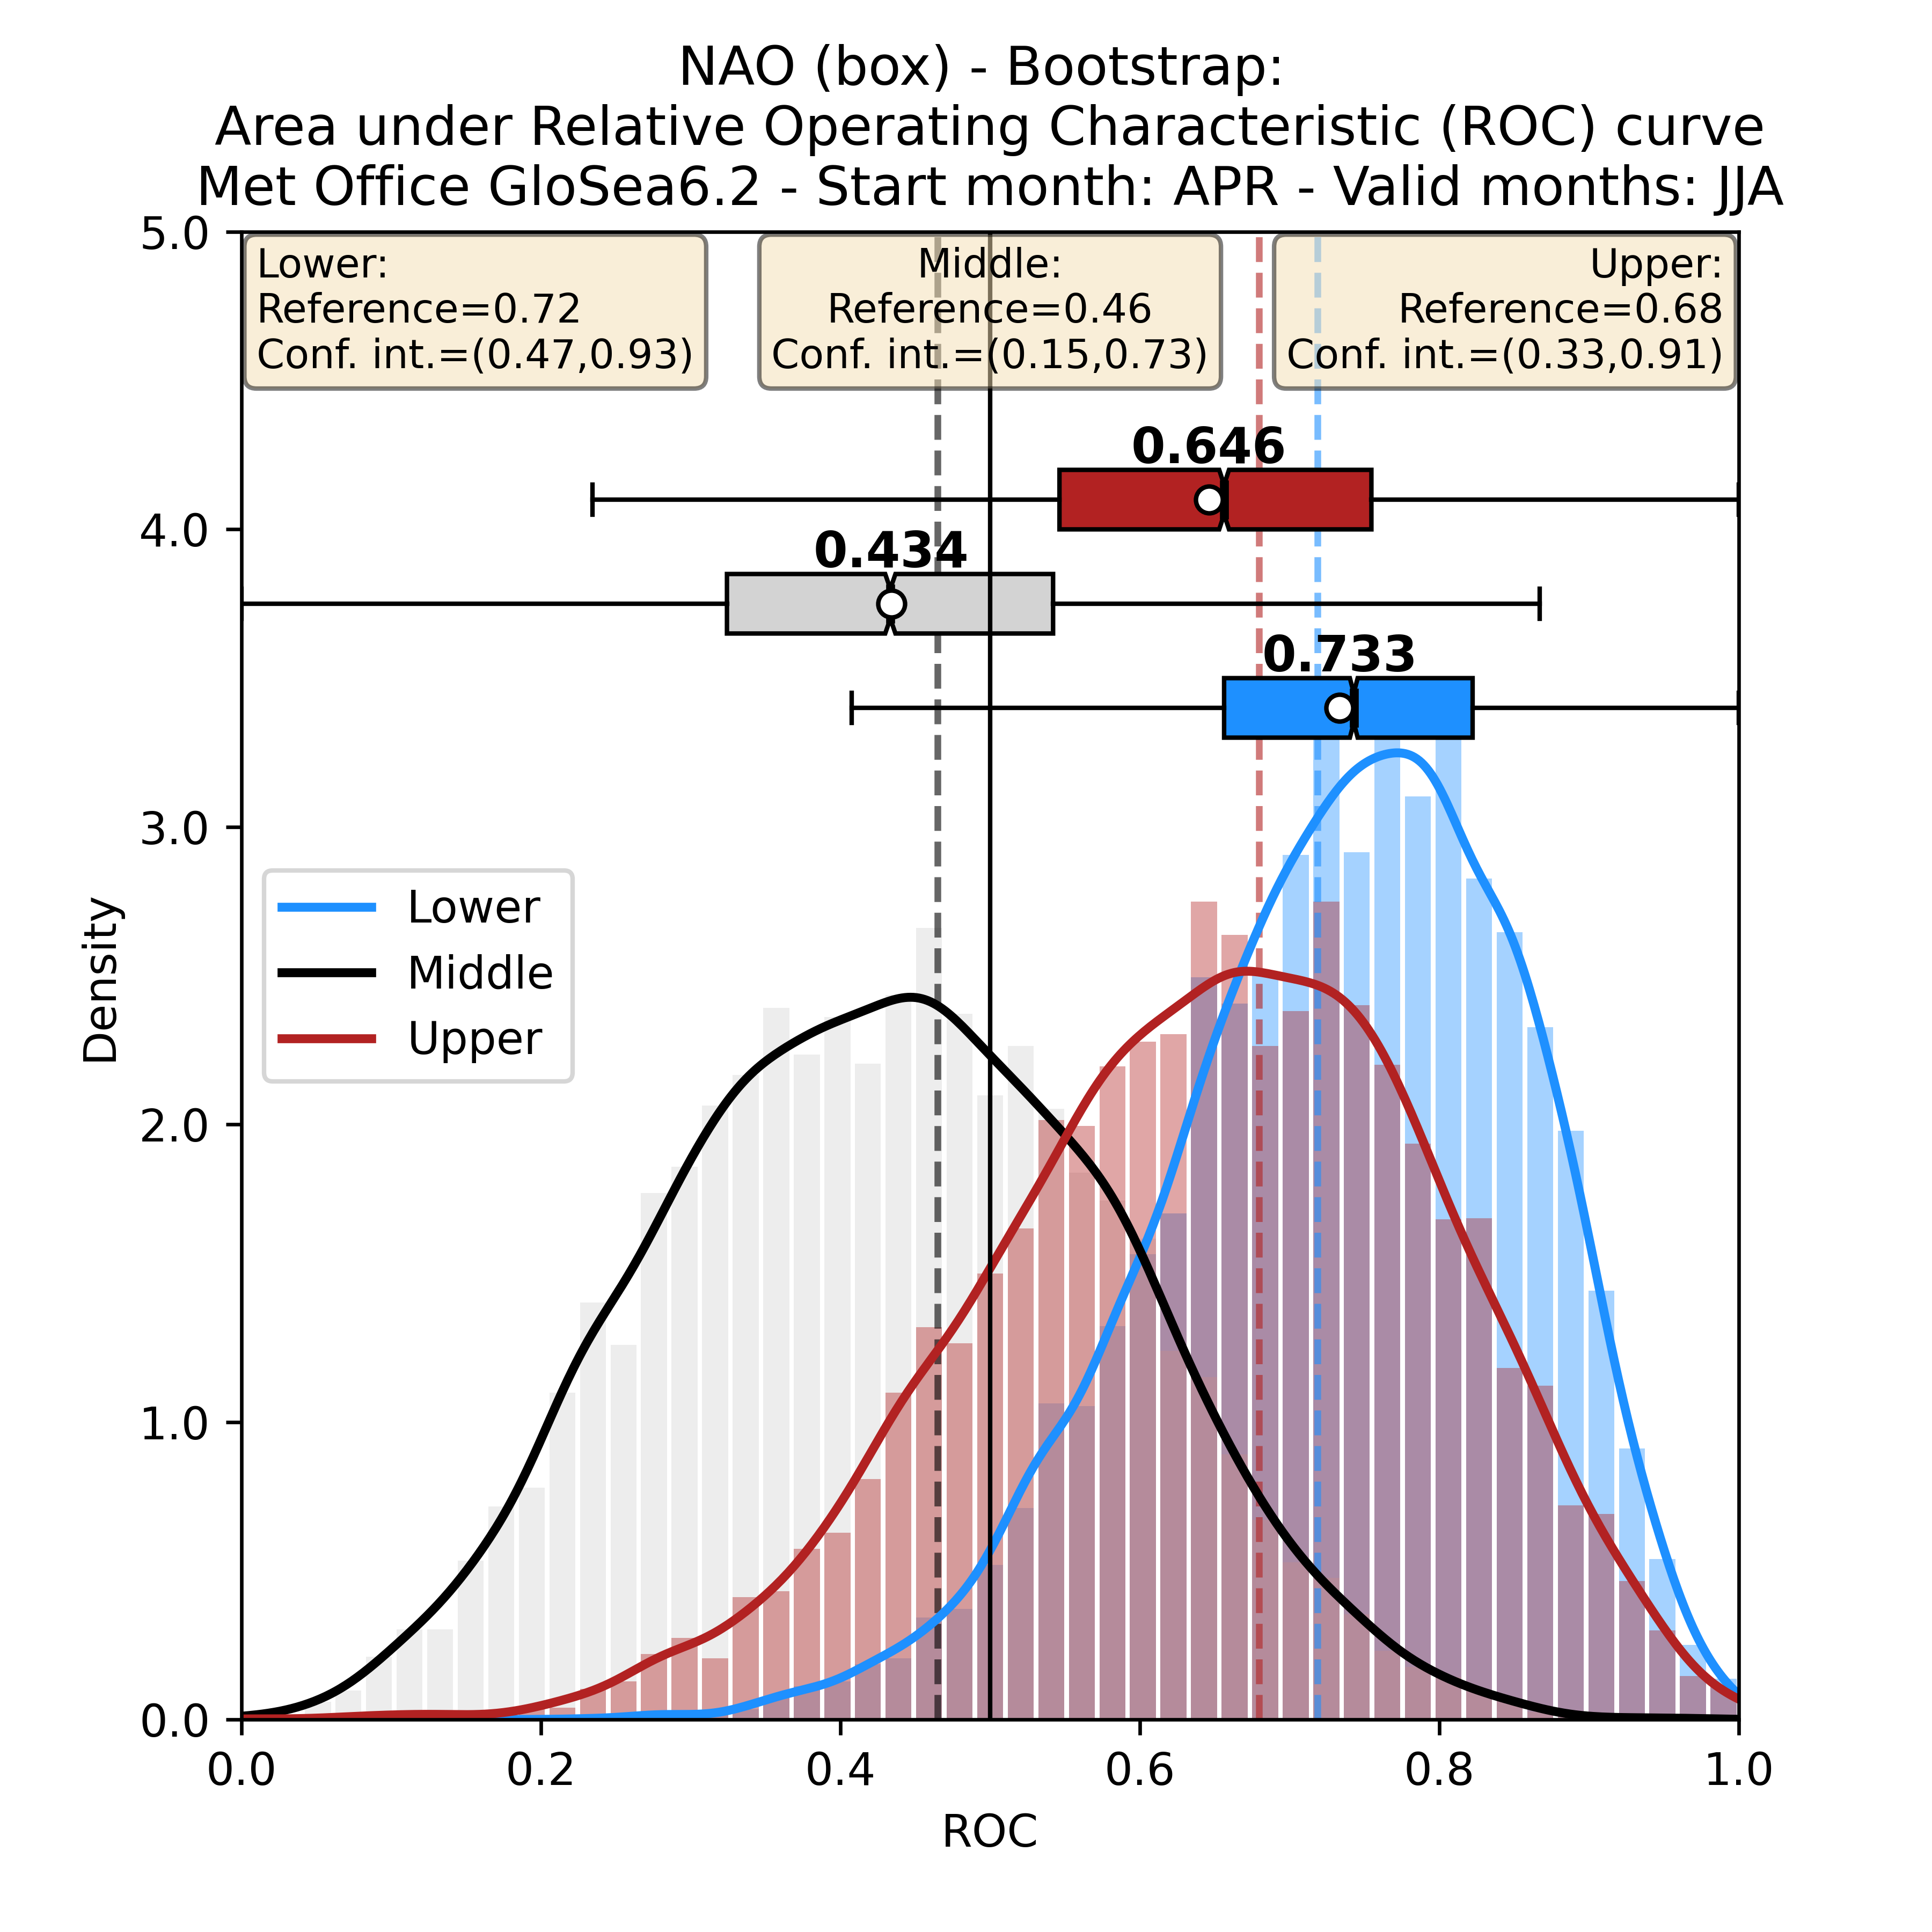 NAO (box) - Bootstrap:
Area under Relative Operating Characteristic (ROC) curve
Met Office GloSea6.2 - Start month: APR - Valid months: JJA
Lower:
Reference=0.72
Conf. int.=(0.47,0.93)
Middle:
Reference=0.46
Conf. int.=(0.15,0.73)
Upper:
Reference=0.68
Conf. int.=(0.33,0.91)
0.646
0.434
0.733
5.0
4.0
3.0
2.0
1.0
0.0
Density
Lower
Middle
Upper
0.0 0.2 0.4 0.6 0.8 1.0
ROC